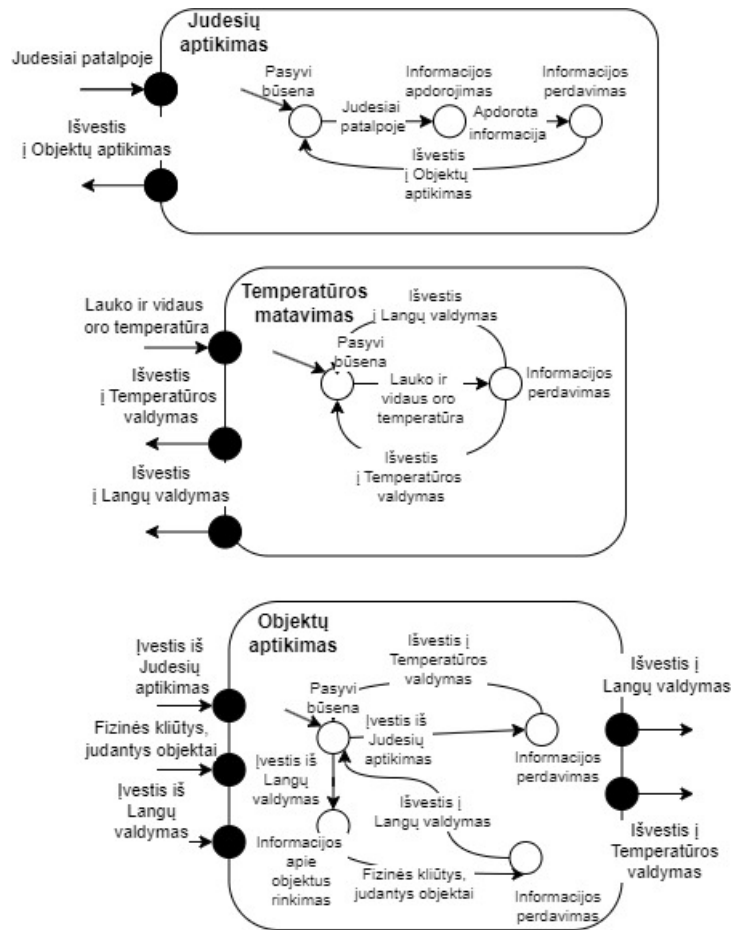 Judesių
aptikimas
Judesiai patalpoje
Išvestis
į Objektų aptikimas
Pasyvi
būsena
Judesiai
patalpoje
Informacijos
apdorojimas
Apdorota
informacija
Informacijos
perdavimas
Išvestis
į Objektų
aptikimas
Temperatūros
matavimas
Lauko ir vidaus
oro temperatūra
Išvestis
į Temperatūros
valdymas
Išvestis
į Langų valdymas
Išvestis
į Langų valdymas
Pasyvi
būsena
Lauko ir
vidaus oro
temperatūra
Informacijos
perdavimas
Išvestis
į Temperatūros
valdymas
Objektų
aptikimas
Įvestis iš
Judesių
aptikimas
Fizinės kliūtys,
judantys objektai
Įvestis iš
Langų
valdymas
Išvestis į
Temperatūros
valdymas
Pasyvi
būsena
Įvestis iš
Judesių
aptikimas
Informacijos
perdavimas
Įvestis iš
Langų
valdymas
Išvestis į
Langų valdymas
Informacijos
apie
objektus
rinkimas
Fizinės kliūtys,
judantys objektai
Informacijos
perdavimas
Išvestis į
Langų valdymas
Išvestis į
Temperatūros
valdymas